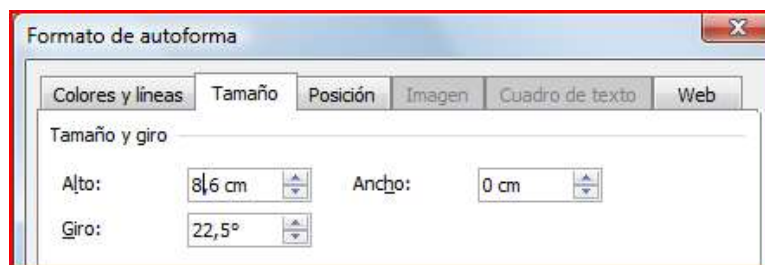 Formato de autoforma
Colores y líneas Tamaño Posición Imagen Cuadro de texto Web
Tamaño y giro
Alto: 8,6 cm Ancho: 0 cm
Giro: 22,5°